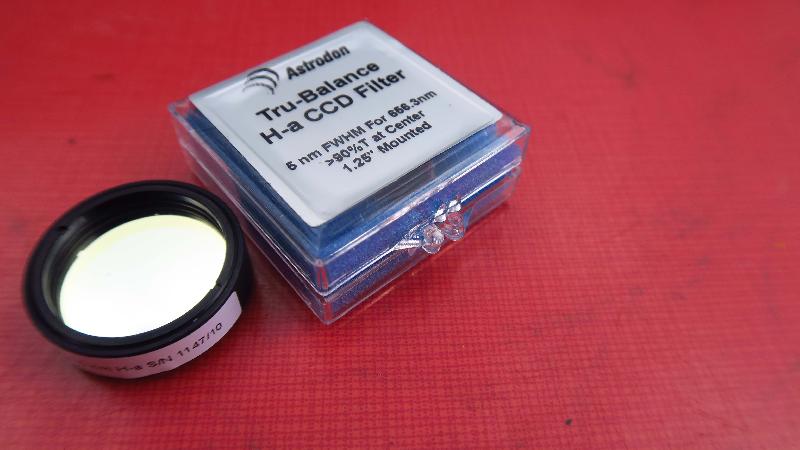 Astrodon
Tru-Balance
H-a CCD Filter
5 nm FWHM For 656.3nm
>90%T at Center
1.25" Mounted
nm H-a S/N 1147/10